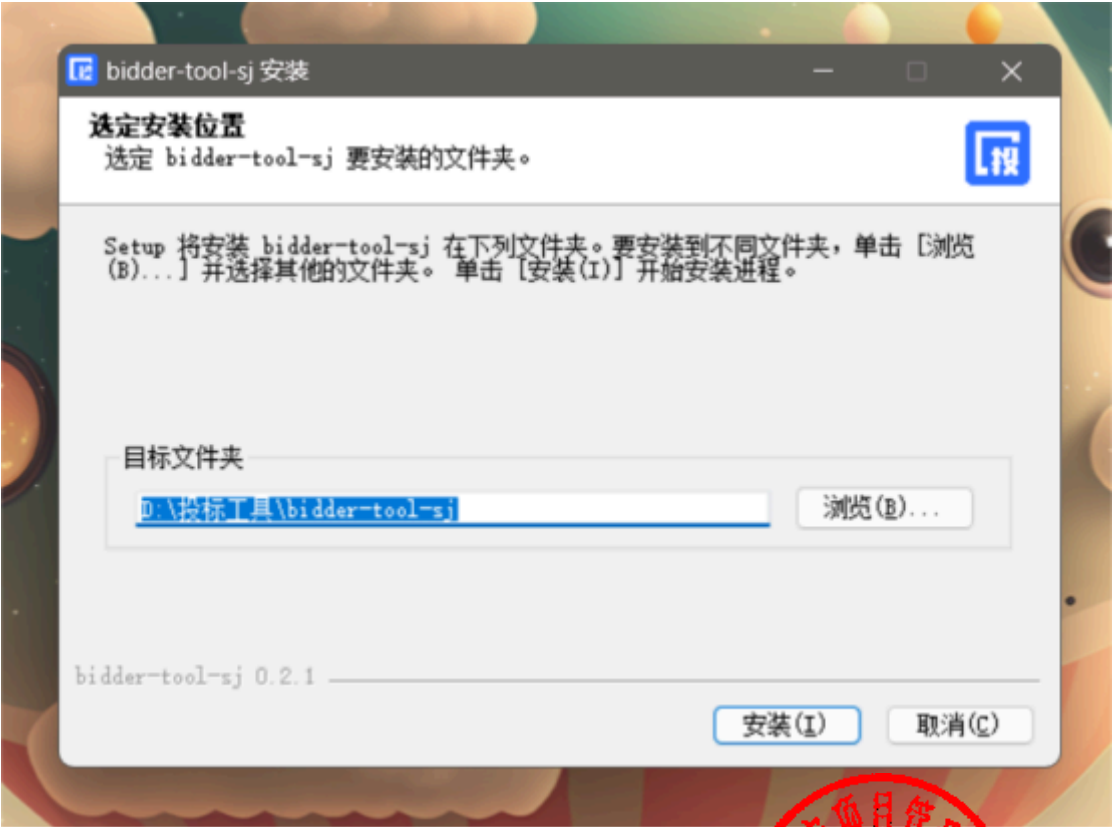 bidder-tool-sj 安装
选定安装位置
选定 bidder-tool-sj 要安装的文件夹。
投
Setup 将安装 bidder-tool-sj 在下列文件夹。要安装到不同文件夹，单击 [浏览
(B)...] 并选择其他的文件夹。 单击 [安装(I)] 开始安装进程。
目标文件夹
D:\投标工具\bidder-tool-sj
浏览(B)...
bidder-tool-sj 0.2.1
安装(I)
取消(C)
项目